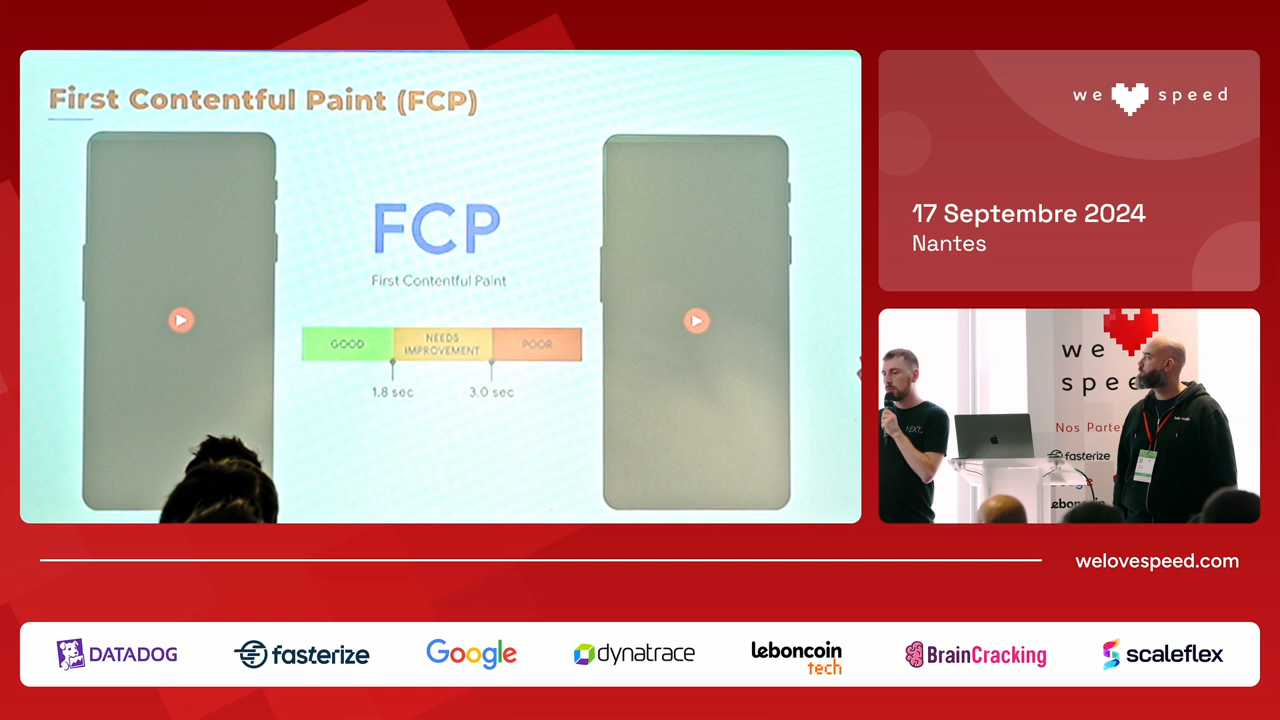 First Contentful Paint (FCP)
FCP
First Contentful Paint
GOOD
NEEDS IMPROVEMENT
POOR
1.8 sec
3.0 sec
we speed
17 Septembre 2024
Nantes
we
spee
Nos Parte
fasterize
leboncoin
welovespeed.com
DATADOG
fasterize
Google
dynatrace
leboncoin
tech
BrainCracking
scaleflex